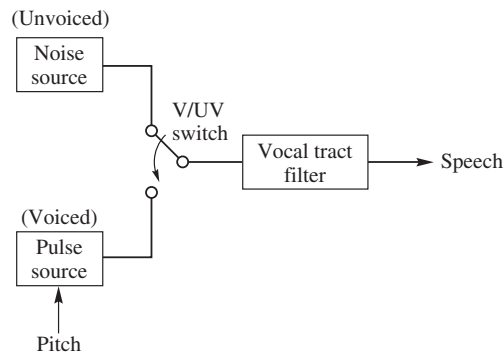 (Unvoiced)
Noise
source
V/UV
switch
Vocal tract
filter
Speech
(Voiced)
Pulse
source
Pitch